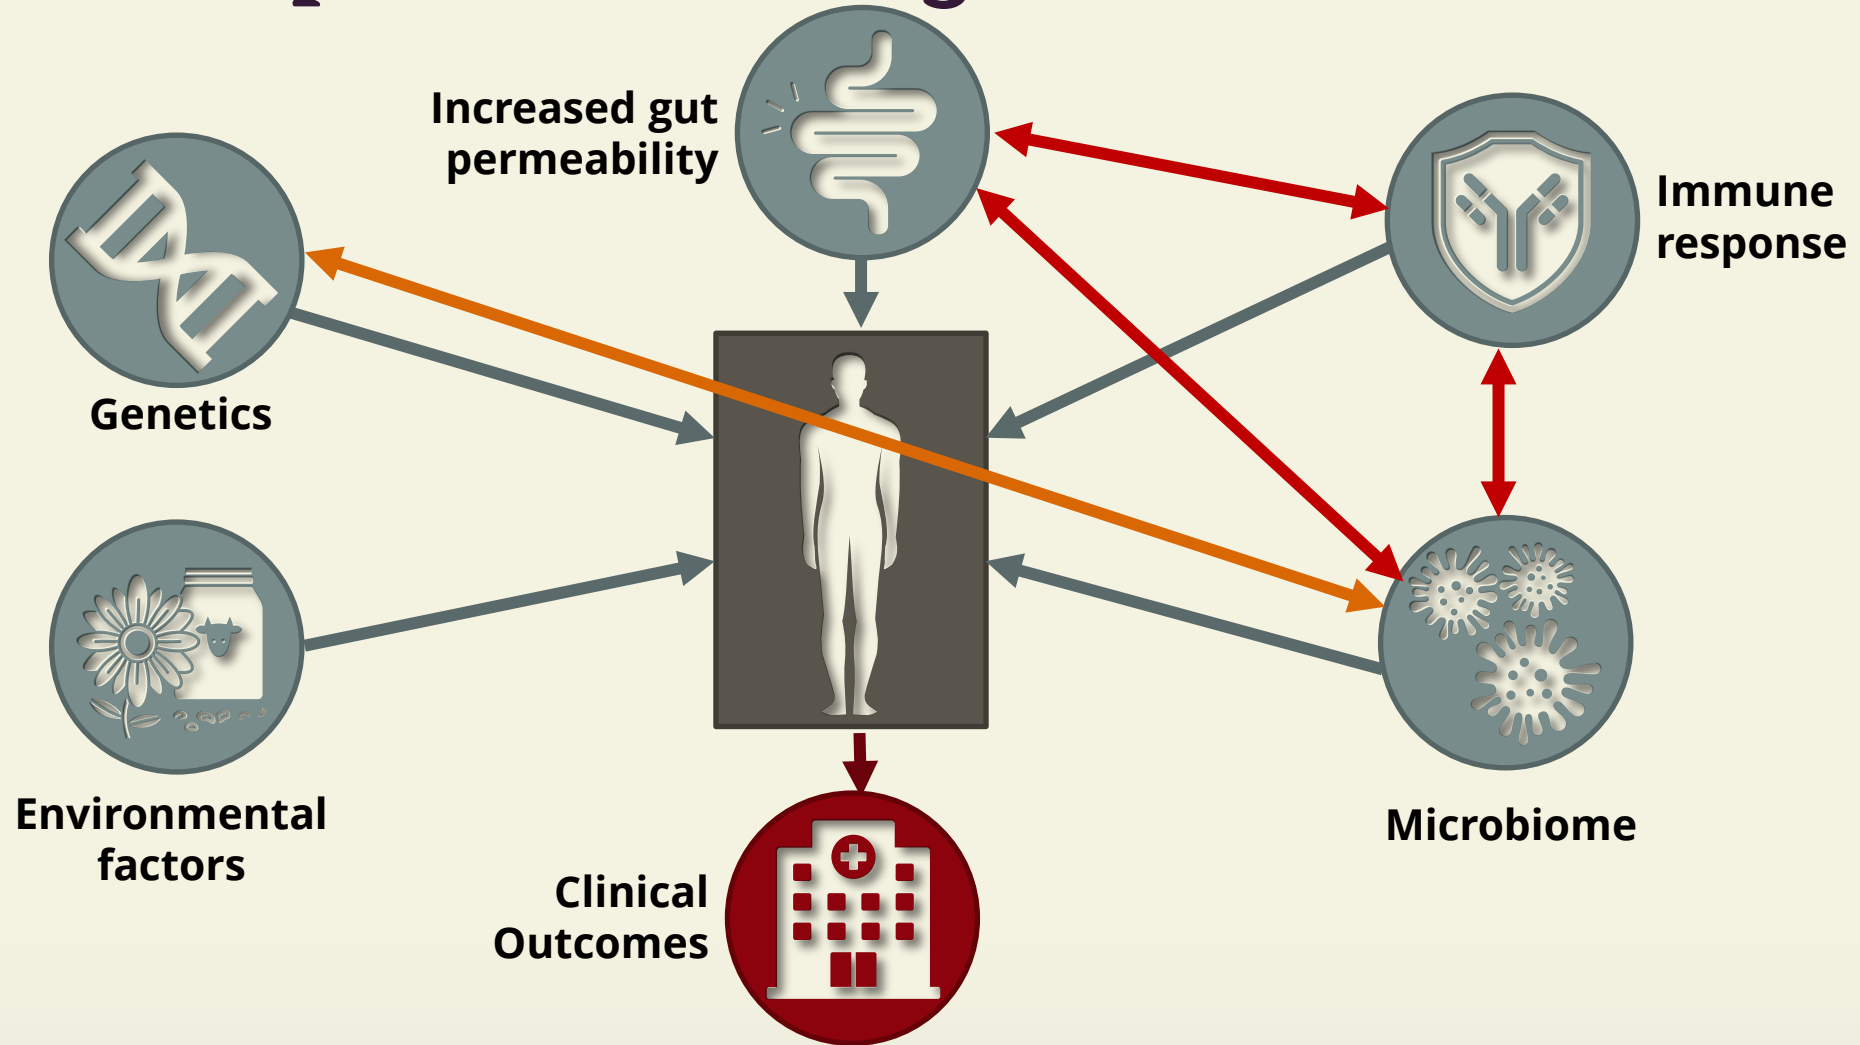 Increased gut
permeability
Immune
response
Genetics
Environmental
factors
Microbiome
Clinical
Outcomes